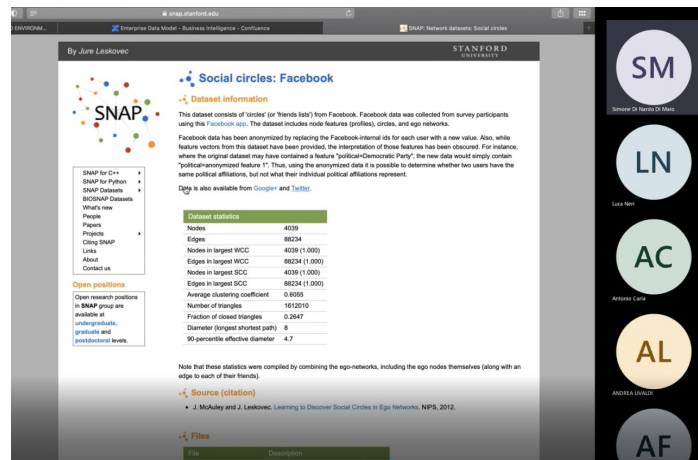 snap.stanford.edu
D ENVIRONM...
Enterprise Data Model - Business Intelligence - Confluence
SNAP: Network datasets: Social circles
By Jure Leskovec
STANFORD
UNIVERSITY
SNAP
SNAP for C++
SNAP for Python
SNAP Datasets
BIOSNAP Datasets
What's new
People
Papers
Projects
Citing SNAP
Links
About
Contact us
Open positions
Open research positions
in SNAP group are
available at
undergraduate,
graduate and
postdoctoral levels.
Social circles: Facebook
Dataset information
This dataset consists of 'circles' (or 'friends lists') from Facebook. Facebook data was collected from survey participants
using this Facebook app. The dataset includes node features (profiles), circles, and ego networks.
Facebook data has been anonymized by replacing the Facebook-internal ids for each user with a new value. Also, while
feature vectors from this dataset have been provided, the interpretation of those features has been obscured. For instance,
where the original dataset may have contained a feature "political=Democratic Party", the new data would simply contain
"political=anonymized feature 1". Thus, using the anonymized data it is possible to determine whether two users have the
same political affiliations, but not what their individual political affiliations represent.
Data is also available from Google+ and Twitter.
Dataset statistics
Nodes 4039
Edges 88234
Nodes in largest WCC 4039 (1.000)
Edges in largest WCC 88234 (1.000)
Nodes in largest SCC 4039 (1.000)
Edges in largest SCC 88234 (1.000)
Average clustering coefficient 0.6055
Number of triangles 1612010
Fraction of closed triangles 0.2647
Diameter (longest shortest path) 8
90-percentile effective diameter 4.7
Note that these statistics were compiled by combining the ego-networks, including the ego nodes themselves (along with an
edge to each of their friends).
Source (citation)
• J. McAuley and J. Leskovec. Learning to Discover Social Circles in Ego Networks. NIPS, 2012.
Files
File Description
SM
Simone Di Nardo Di Maio
LN
Luca Neri
AC
Antonio Caria
AL
ANDREA LIVALDI
AF